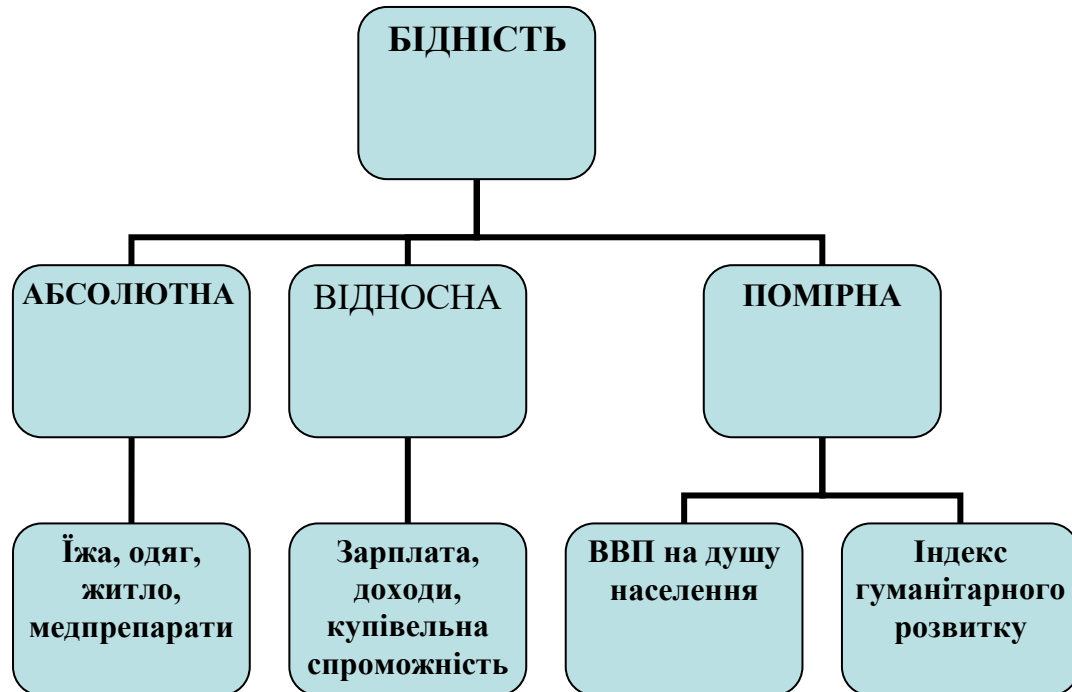 БІДНІСТЬ
АБСОЛЮТНА
ВІДНОСНА
ПОМІРНА
Їжа, одяг,
житло,
медпрепарати
Зарплата,
доходи,
купівельна
спроможність
ВВП на душу
населення
Індекс
гуманітарного
розвитку